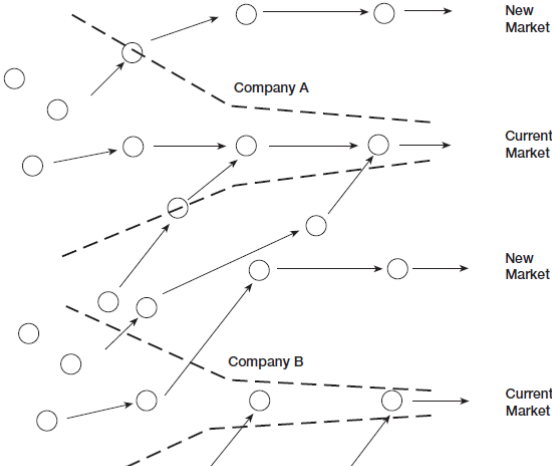 New
Market
Company A
Current
Market
New
Market
Company B
Current
Market